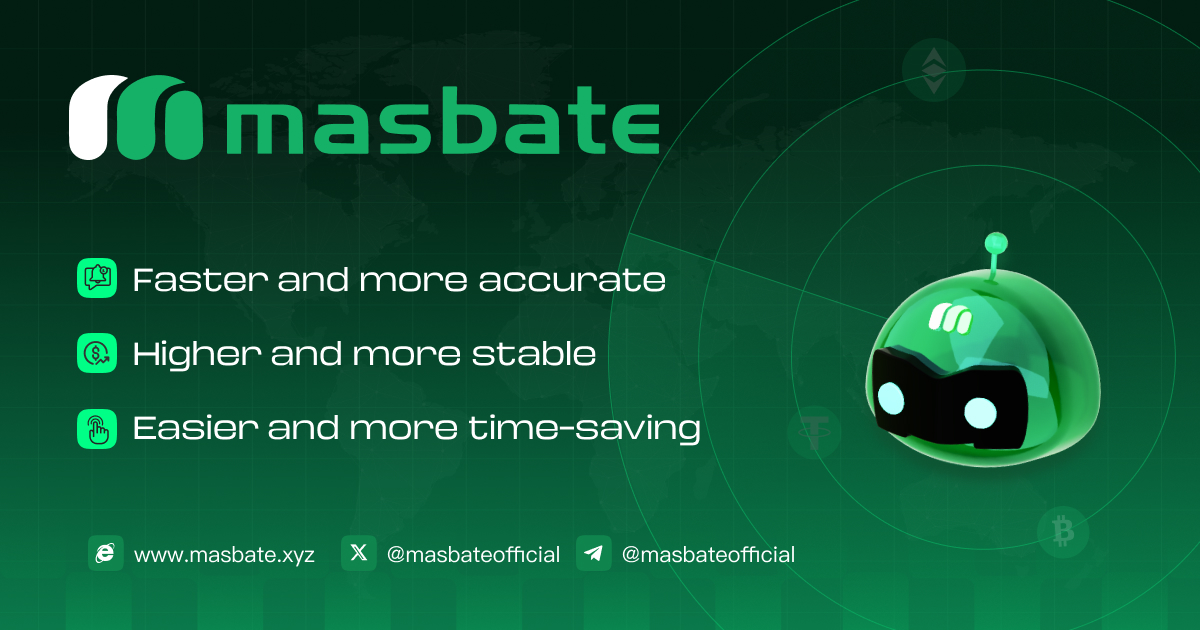 masbate
Faster and more accurate
Higher and more stable
Easier and more time-saving
www.masbate.xyz @masbateofficial @masbateofficial